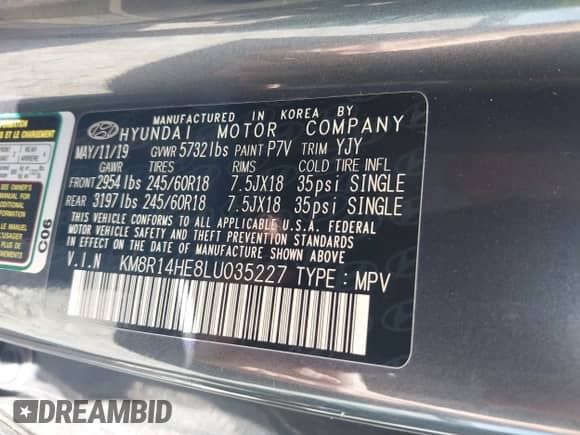 MANUFACTURED IN KOREA BY
HYUNDAI MOTOR COMPANY
MAY/11/19 GVWR 5732 lbs PAINT P7V TRIM YJY
GAWR TIRES RIMS COLD TIRE INFL
FRONT 2954 lbs 245/60R18 7.5JX18 35psi SINGLE
REAR 3197 lbs 245/60R18 7.5JX18 35psi SINGLE
THIS VEHICLE CONFORMS TO ALL APPLICABLE U.S.A. FEDERAL
MOTOR VEHICLE SAFETY, BUMPER, AND THEFT PREVENTION STANDARDS
IN EFFECT ON THE DATE OF MANUFACTURE SHOWN ABOVE.
V.I.N KM8R14HE8LU035227 TYPE : MPV
C06
DREAMBID